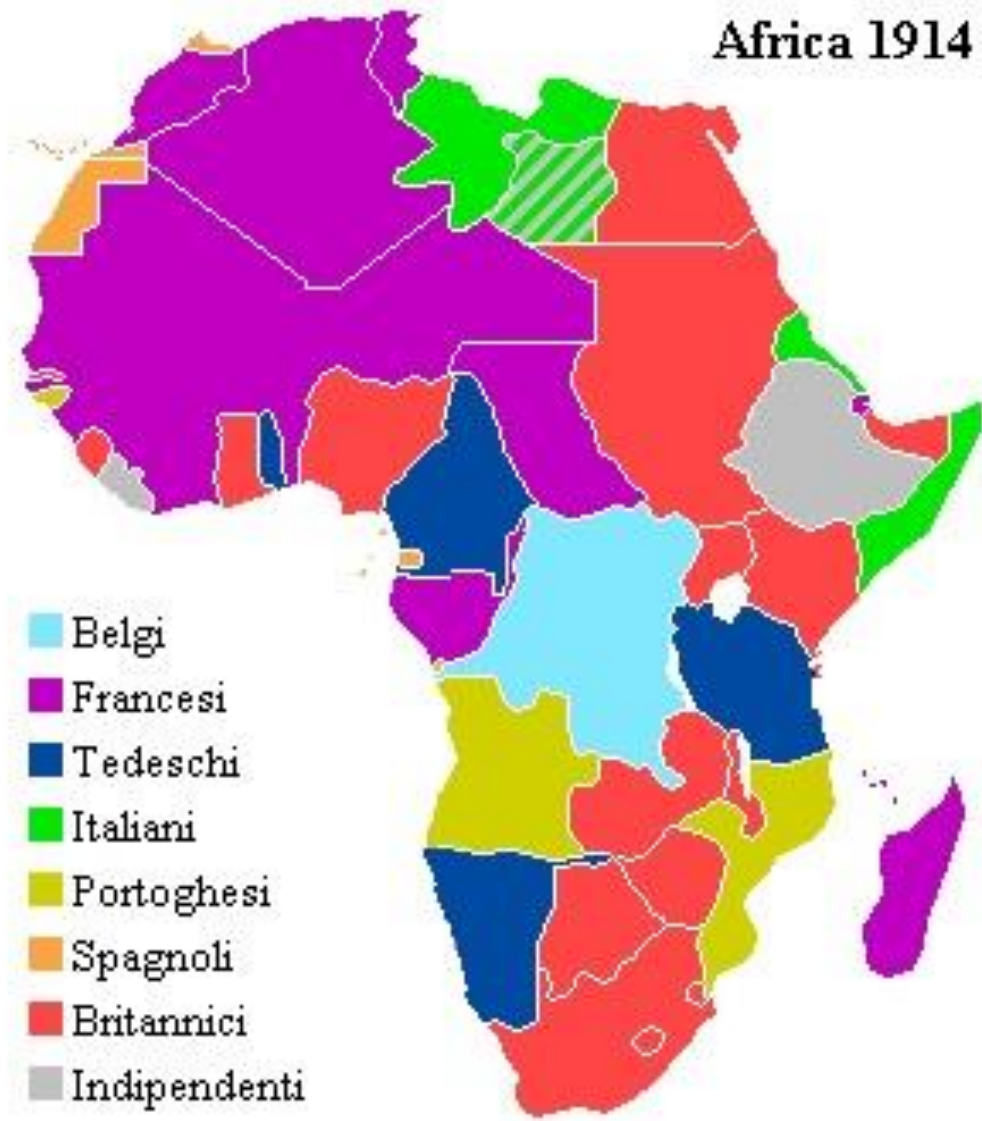 Africa 1914
Belgi
Francesi
Tedeschi
Italiani
Portoghesi
Spagnoli
Britannici
Indipendenti